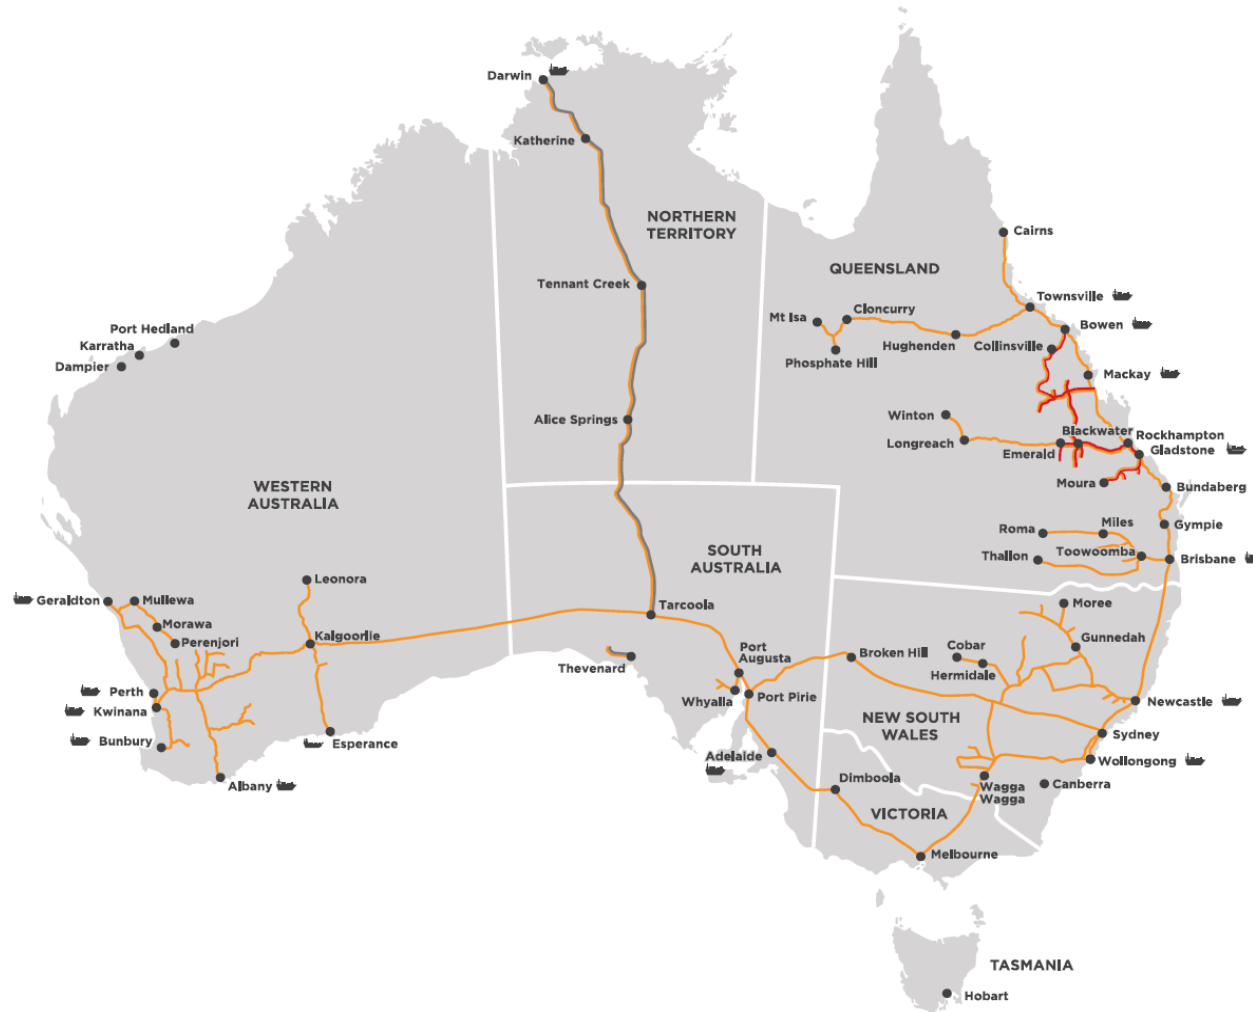 Darwin
Katherine
NORTHERN
TERRITORY
Cairns
QUEENSLAND
Tennant Creek
Townsville
Mt Isa
Cloncurry
Bowen
Port Hedland
Karratha
Dampier
Hughenden
Collinsville
Phosphate Hill
Mackay
Alice Springs
Winton
Longreach
Blackwater
Rockhampton
Emerald
Gladstone
WESTERN
AUSTRALIA
Moura
Bundaberg
Roma
Miles
Gympie
SOUTH
AUSTRALIA
Thallon
Toowoomba
Brisbane
Leonora
Geraldton
Mullewa
Morawa
Perenjori
Kalgoorlie
Tarcoola
Moree
Gunnedah
Cobar
Hermidale
Port
Augusta
Broken Hill
Thevenard
Whyalla
Port Pirie
Perth
Kwinana
Newcastle
NEW SOUTH
WALES
Bunbury
Esperance
Sydney
Adelaide
Wollongong
Albany
Dimboola
Wagga
Wagga
Canberra
VICTORIA
Melbourne
TASMANIA
Hobart